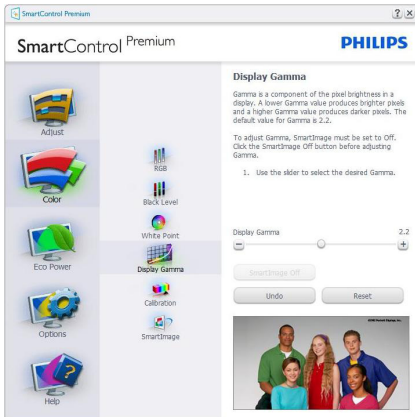 SmartControl Premium
SmartControl Premium
PHILIPS
Adjust
Color
Eco Power
Options
Help
RGB
Black Level
White Point
Display Gamma
Calibration
SmartImage
Display Gamma
Gamma is a component of the pixel brightness in a
display. A lower Gamma value produces brighter pixels
and a higher Gamma value produces darker pixels. The
default value for Gamma is 2.2.
To adjust Gamma, SmartImage must be set to Off.
Click the SmartImage Off button before adjusting
Gamma.
1. Use the slider to select the desired Gamma.
Display Gamma 2.2
SmartImage Off
Undo Reset